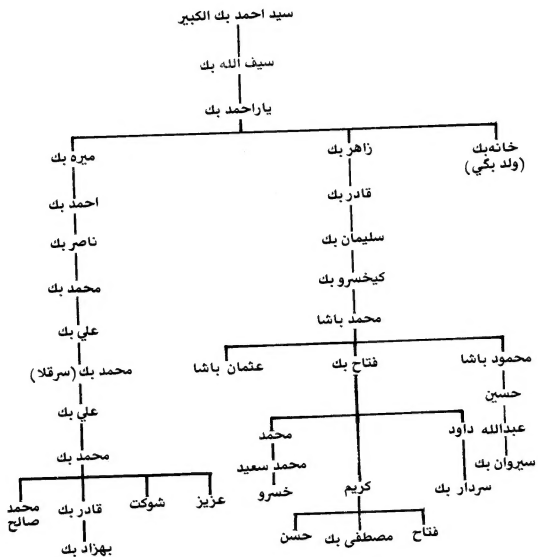 سيد احمد بك الكبير
سيف الله بك
ياراحمد بك
خانه‌بك
(ولد بگي)
زاهر بك
ميره بك
قادر بك
احمد بك
سليمان بك
ناصر بك
كيخسرو بك
محمد بك
محمد باشا
علي بك
محمود باشا
فتاح بك
عثمان باشا
محمد بك (سرقلا)
حسين
علي بك
عبدالله
داود
محمد
محمد بك
سيروان بك
محمد سعيد
سردار بك
كريم
خسرو
عزيز
شوكت
قادر بك
محمد
صالح
فتاح
مصطفى بك
حسن
بهزاد بك